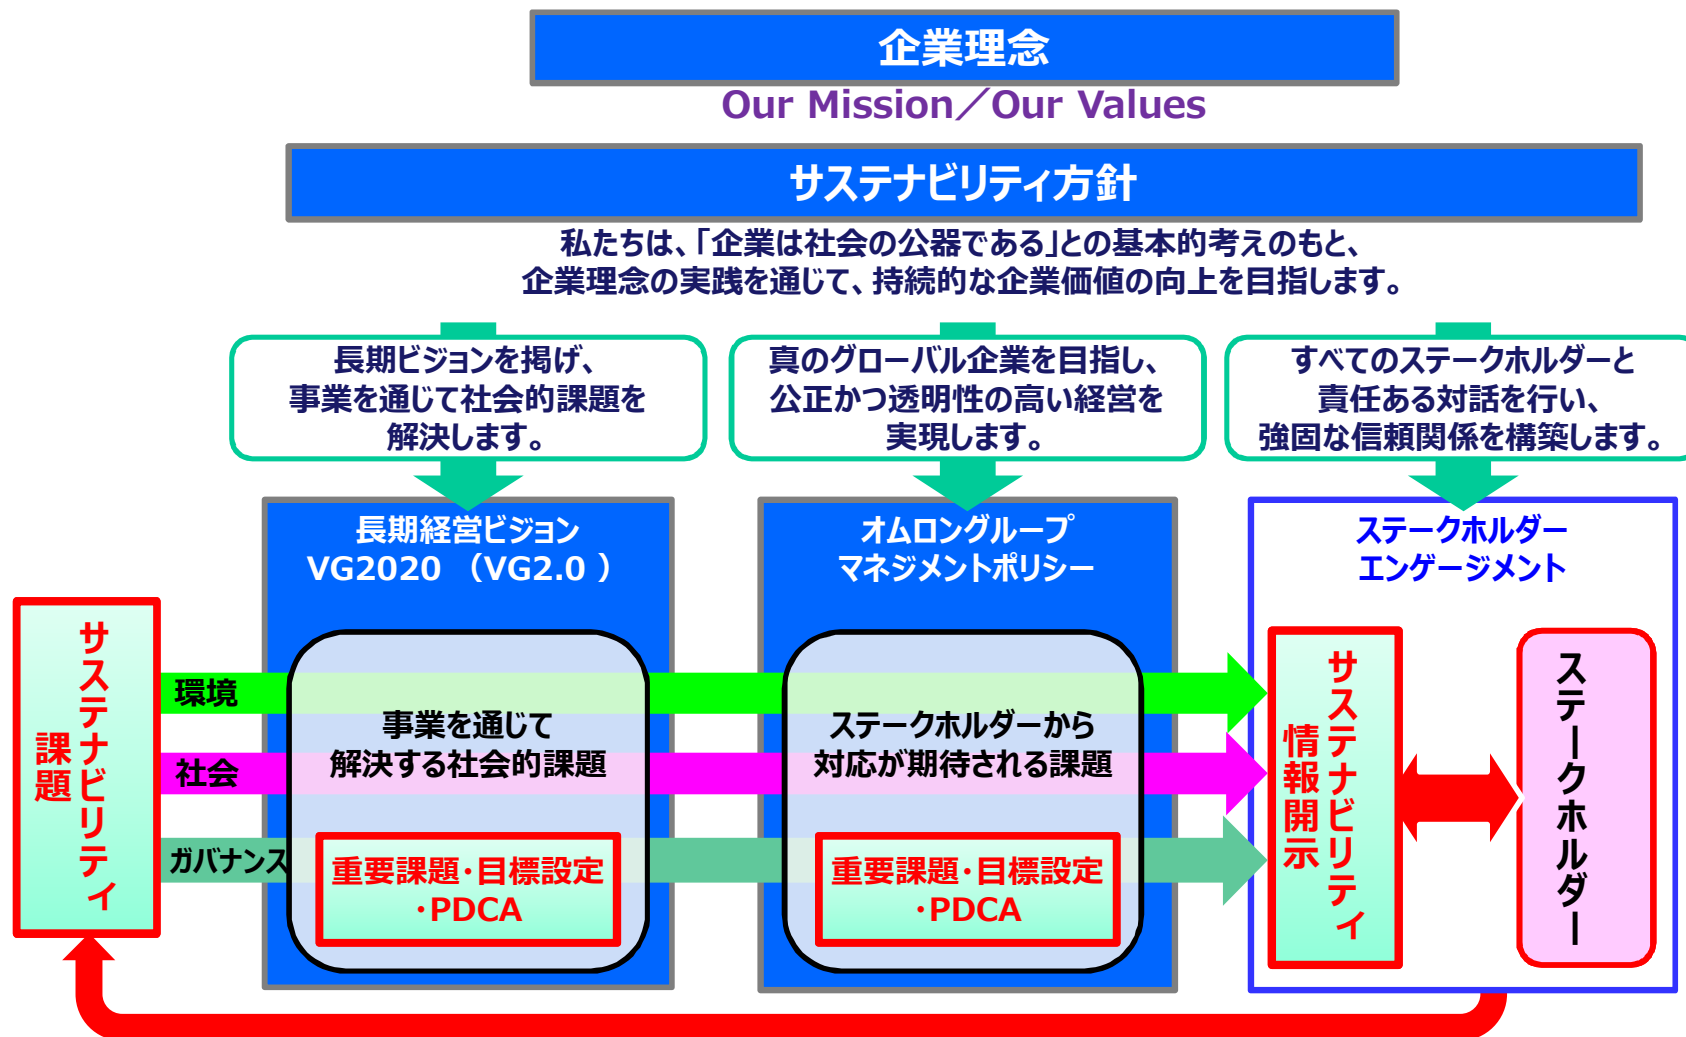 企業理念
Our Mission／Our Values
サステナビリティ方針
私たちは、「企業は社会の公器である」との基本的考えのもと、
企業理念の実践を通じて、持続的な企業価値の向上を目指します。
長期ビジョンを掲げ、
事業を通じて社会的課題を
解決します。
真のグローバル企業を目指し、
公正かつ透明性の高い経営を
実現します。
すべてのステークホルダーと
責任ある対話を行い、
強固な信頼関係を構築します。
長期経営ビジョン
VG2020 （VG2.0 ）
オムロングループ
マネジメントポリシー
ステークホルダー
エンゲージメント
サステナビリティ
課題
環境
社会
ガバナンス
事業を通じて
解決する社会的課題
重要課題・目標設定
・PDCA
ステークホルダーから
対応が期待される課題
重要課題・目標設定
・PDCA
サステナビリティ
情報開示
ステークホルダー